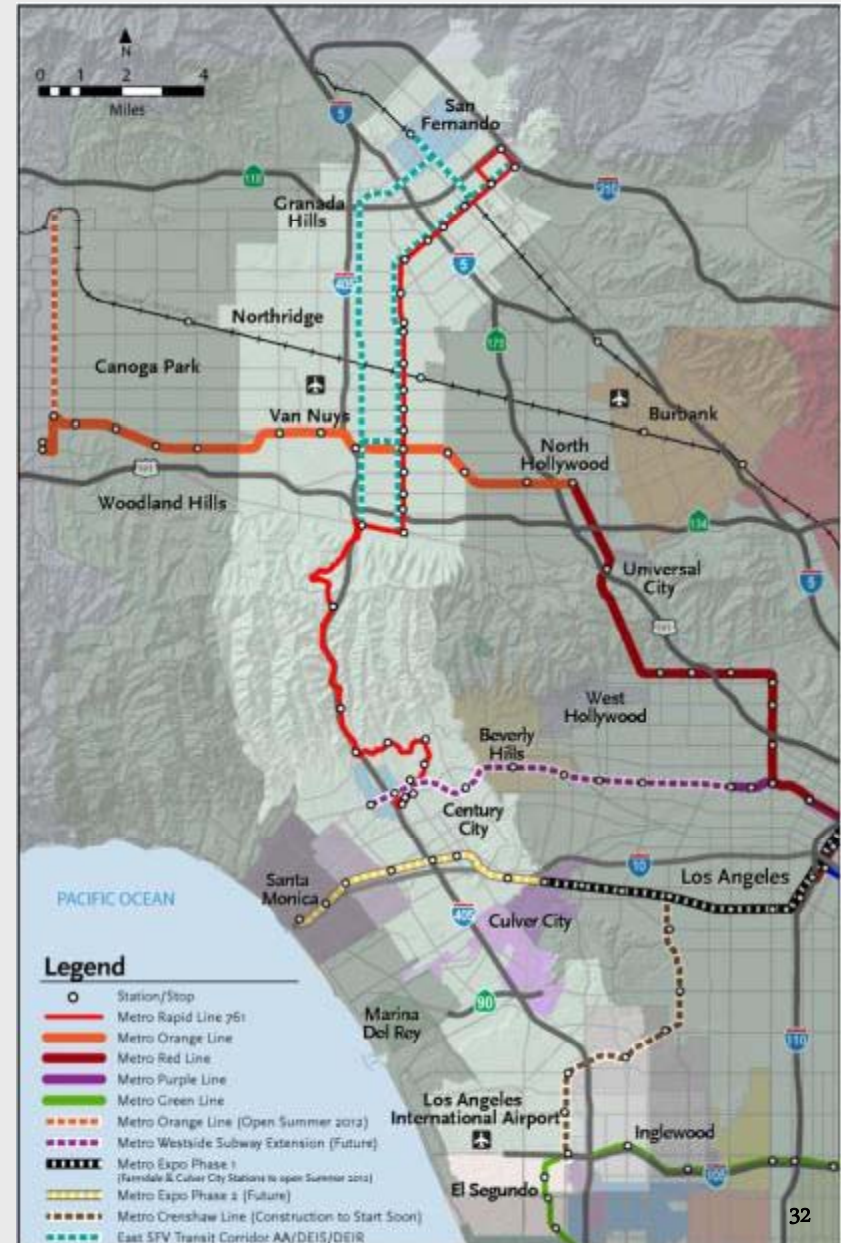 N
0 1 2 4
Miles
San
Fernando
5
118
210
Granada
Hills
405
5
Northridge
170
Canoga Park
Van Nuys
Burbank
North
Hollywood
101
Woodland Hills
134
Universal
City
5
101
West
Hollywood
Beverly
Hills
Century
City
10
Los Angeles
Santa
Monica
PACIFIC OCEAN
405
Culver City
90
Marina
Del Rey
110
Los Angeles
International Airport
Inglewood
105
El Segundo
Legend
Station/Stop
Metro Rapid Line 761
Metro Orange Line
Metro Red Line
Metro Purple Line
Metro Green Line
Metro Orange Line (Open Summer 2012)
Metro Westside Subway Extension (Future)
Metro Expo Phase 1
(Farmdale & Culver City Stations to open Summer 2012)
Metro Expo Phase 2 (Future)
Metro Crenshaw Line (Construction to Start Soon)
East SFV Transit Corridor AA/DEIS/DEIR
32